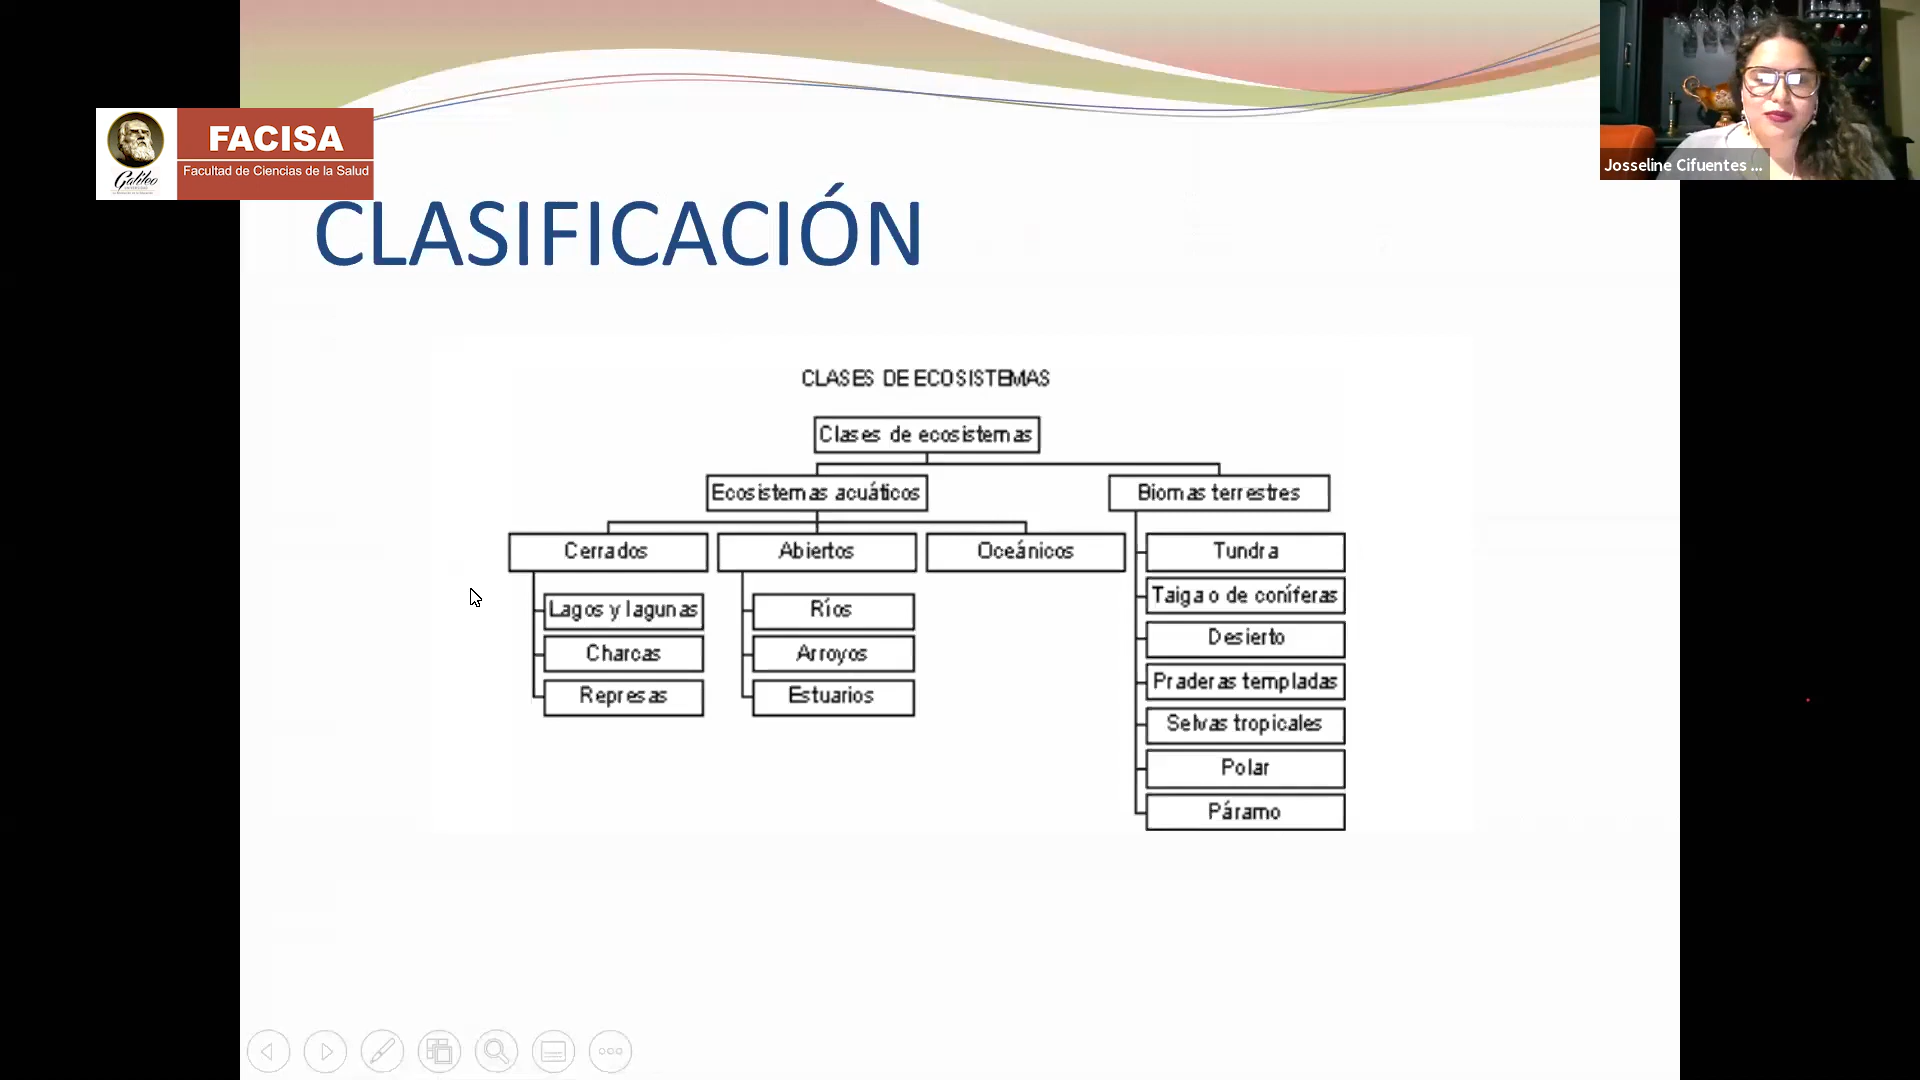 FACISA
Facultad de Ciencias de la Salud
Galileo
Josseline Cifuentes ...
CLASIFICACIÓN
CLASES DE ECOSISTEMAS
Clases de ecosistemas
Ecosistemas acuáticos
Biomas terrestres
Cerrados
Abiertos
Oceánicos
Lagos y lagunas
Charcas
Represas
Ríos
Arroyos
Estuarios
Tundra
Taiga o de coníferas
Desierto
Praderas templadas
Selvas tropicales
Polar
Páramo